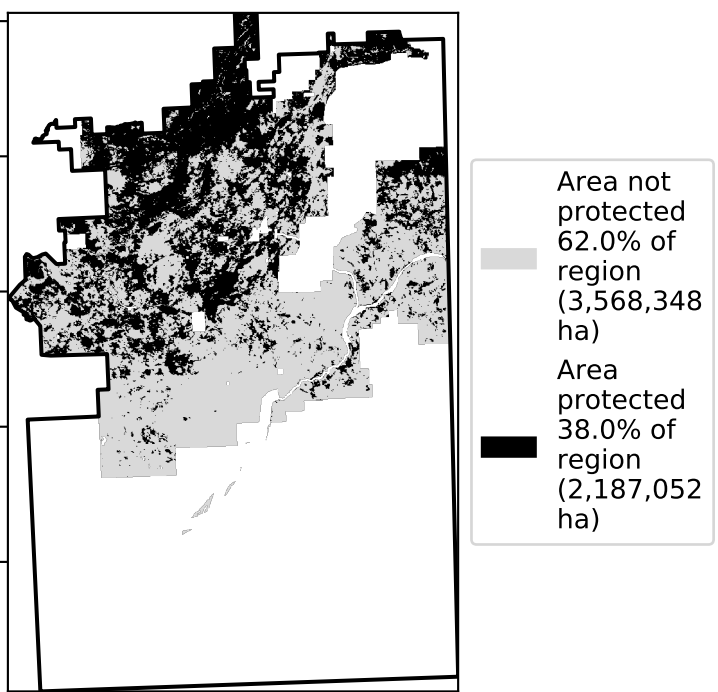 Area not
protected
62.0% of
region
(3,568,348
ha)
Area
protected
38.0% of
region
(2,187,052
ha)